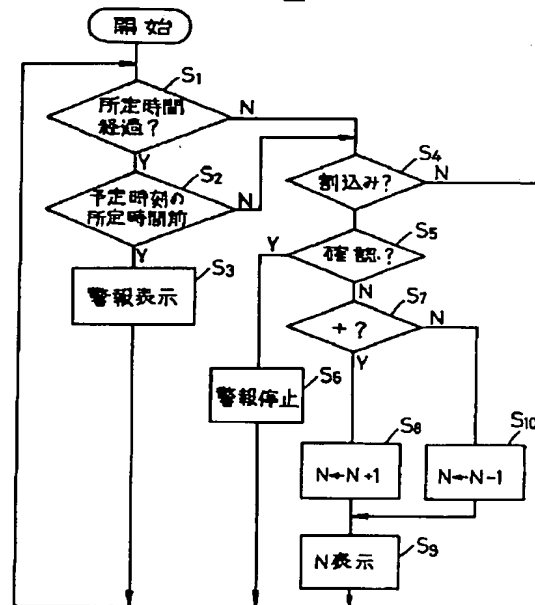 開始
S1
所定時間
経過?
N
Y
S2
予定時刻の
所定時間前
N
Y
S3
警報表示
S4
割込み?
N
S5
Y
確認?
N
S7
+?
N
Y
S6
警報停止
S8
N←N+1
S10
N←N-1
S9
N表示